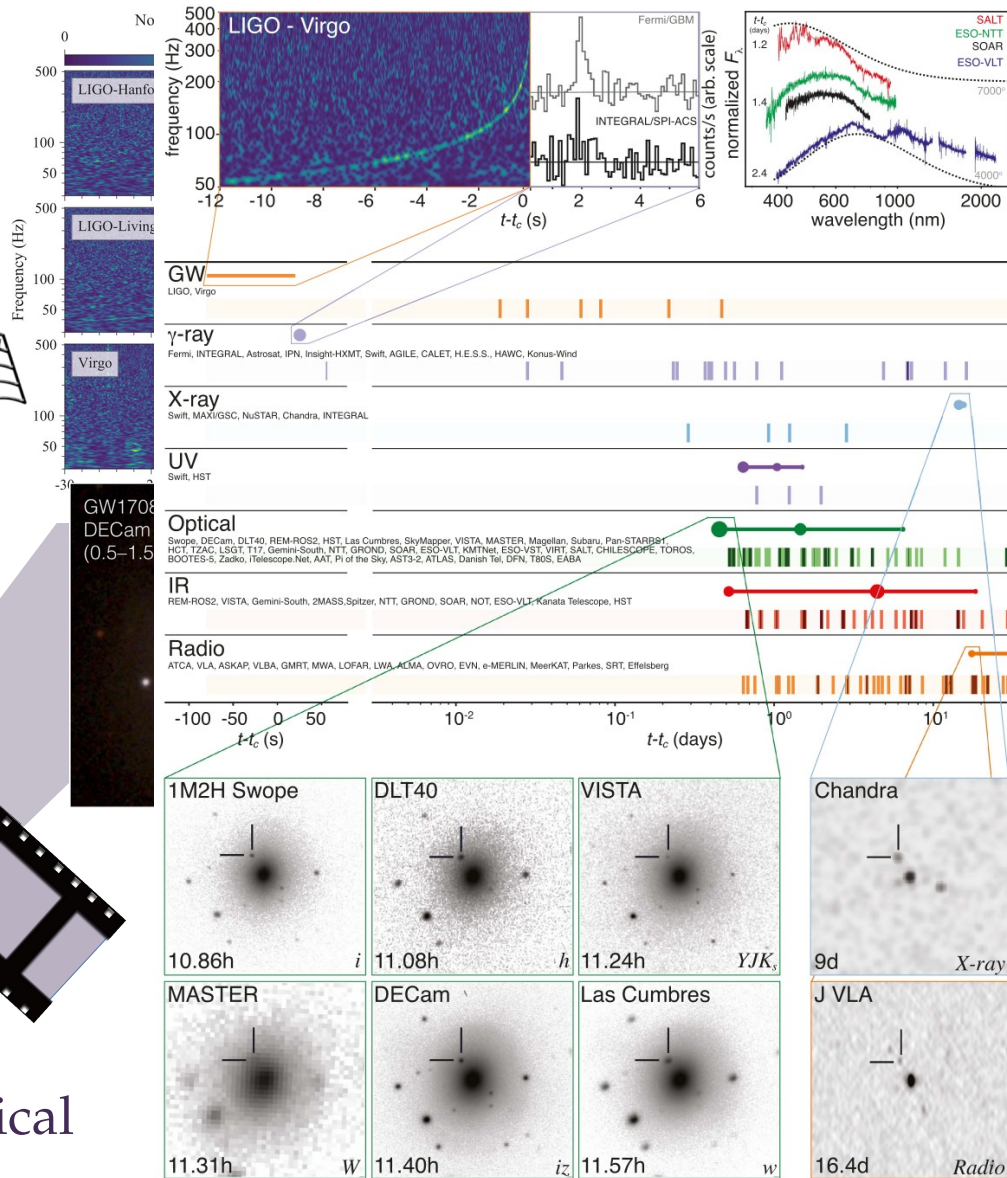 No
0
500
LIGO-Hanfo
100
50
500
LIGO-Living
100
50
Frequency (Hz)
500
Virgo
100
50
-30
GW1708
DECam
(0.5–1.5
ical
LIGO - Virgo
frequency (Hz)
500
400
300
200
100
50
-12 -10 -8 -6 -4 -2 0 2 4 6
t-tc (s)
Fermi/GBM
INTEGRAL/SPI-ACS
counts/s (arb. scale)
normalized Fλ
t-tc
(days)
1.2
1.4
2.4
SALT
ESO-NTT
SOAR
ESO-VLT
7000°
4000°
400 600 1000 2000
wavelength (nm)
GW
LIGO, Virgo
γ-ray
Fermi, INTEGRAL, Astrosat, IPN, Insight-HXMT, Swift, AGILE, CALET, H.E.S.S., HAWC, Konus-Wind
X-ray
Swift, MAXI/GSC, NuSTAR, Chandra, INTEGRAL
UV
Swift, HST
Optical
Swope, DECam, DLT40, REM-ROS2, HST, Las Cumbres, SkyMapper, VISTA, MASTER, Magellan, Subaru, Pan-STARRS1,
HCT, TZAC, LSGT, T17, Gemini-South, NTT, GROND, SOAR, ESO-VLT, KMTNet, ESO-VST, VIRT, SALT, CHILESCOPE, TOROS,
BOOTES-5, Zadko, iTelescope.Net, AAT, Pi of the Sky, AST3-2, ATLAS, Danish Tel, DFN, T80S, EABA
IR
REM-ROS2, VISTA, Gemini-South, 2MASS,Spitzer, NTT, GROND, SOAR, NOT, ESO-VLT, Kanata Telescope, HST
Radio
ATCA, VLA, ASKAP, VLBA, GMRT, MWA, LOFAR, LWA, ALMA, OVRO, EVN, e-MERLIN, MeerKAT, Parkes, SRT, Effelsberg
-100 -50 0 50
t-tc (s)
10⁻² 10⁻¹ 10⁰ 10¹
t-tc (days)
1M2H Swope
10.86h i
DLT40
11.08h h
VISTA
11.24h YJKs
Chandra
9d X-ray
MASTER
11.31h W
DECam
11.40h iz
Las Cumbres
11.57h w
J VLA
16.4d Radio